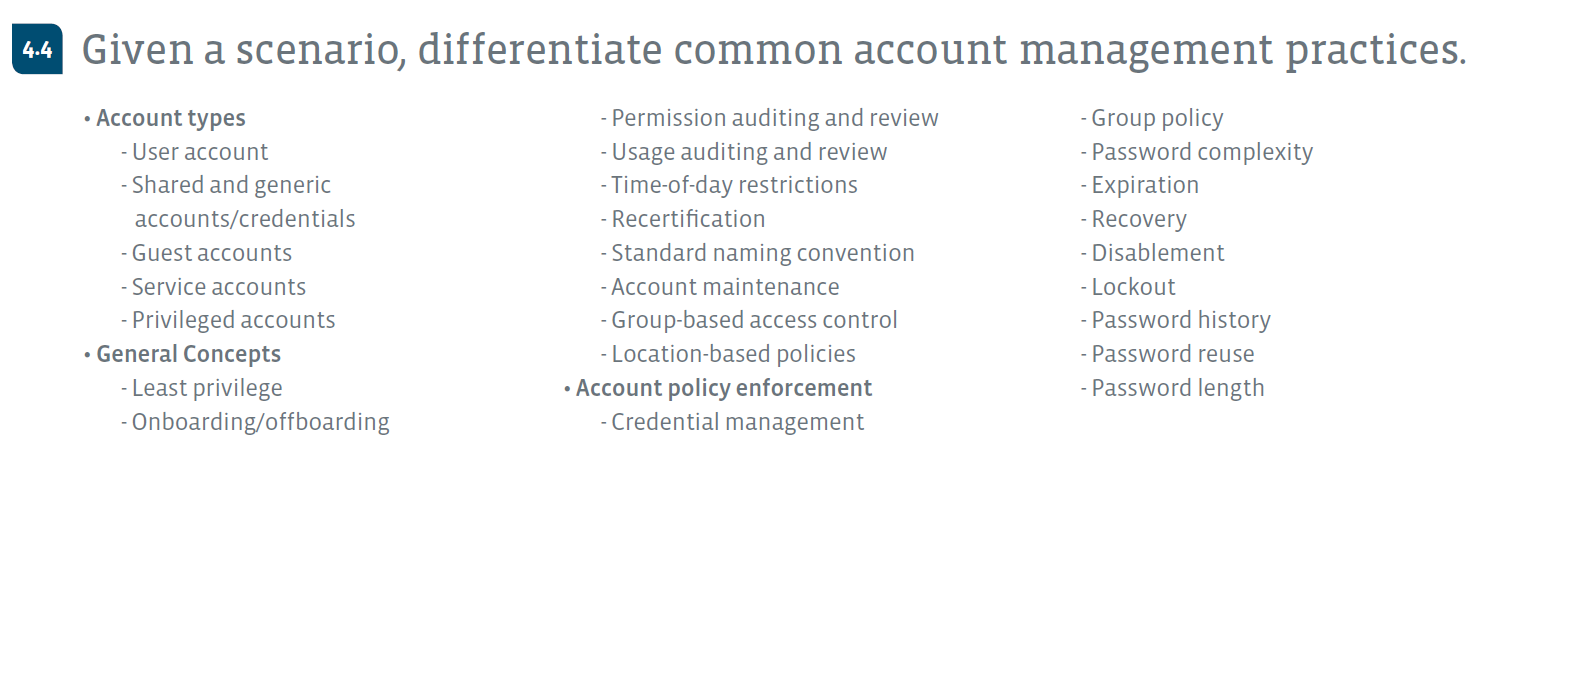 4.4 Given a scenario, differentiate common account management practices.
• Account types
- User account
- Shared and generic
accounts/credentials
- Guest accounts
- Service accounts
- Privileged accounts
• General Concepts
- Least privilege
- Onboarding/offboarding
- Permission auditing and review
- Usage auditing and review
- Time-of-day restrictions
- Recertification
- Standard naming convention
- Account maintenance
- Group-based access control
- Location-based policies
• Account policy enforcement
- Credential management
- Group policy
- Password complexity
- Expiration
- Recovery
- Disablement
- Lockout
- Password history
- Password reuse
- Password length